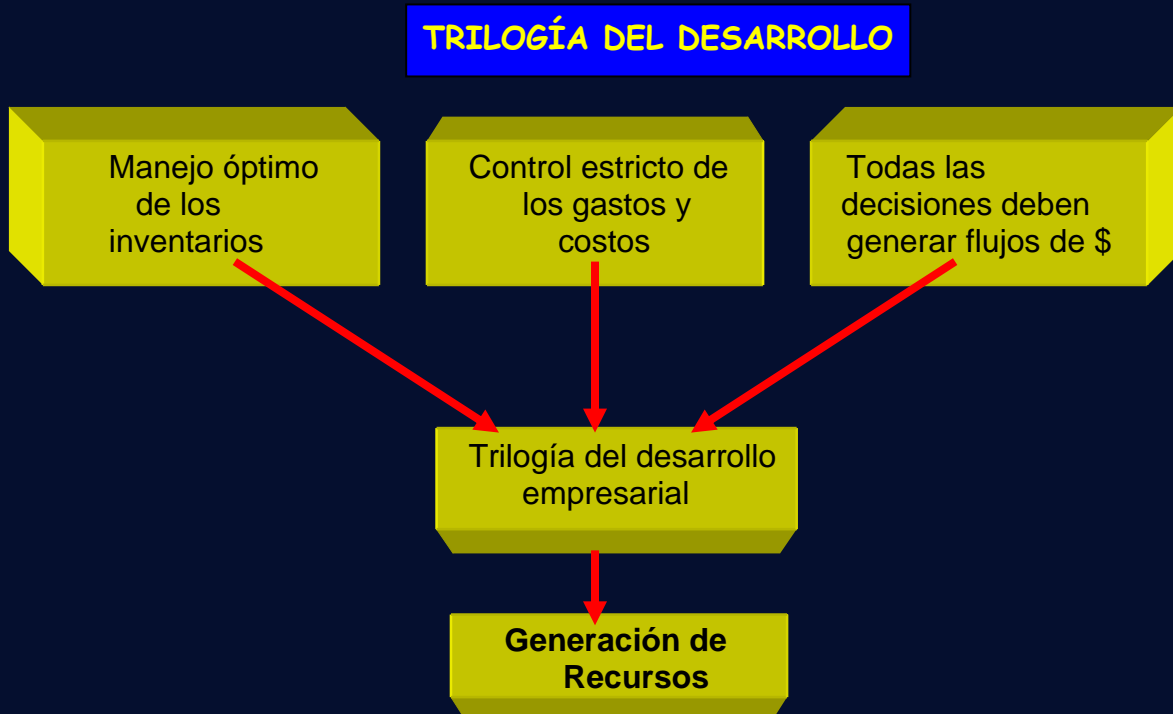 TRILOGÍA DEL DESARROLLO
Manejo óptimo
de los
inventarios
Control estricto de
los gastos y
costos
Todas las
decisiones deben
generar flujos de $
Trilogía del desarrollo
empresarial
Generación de
Recursos